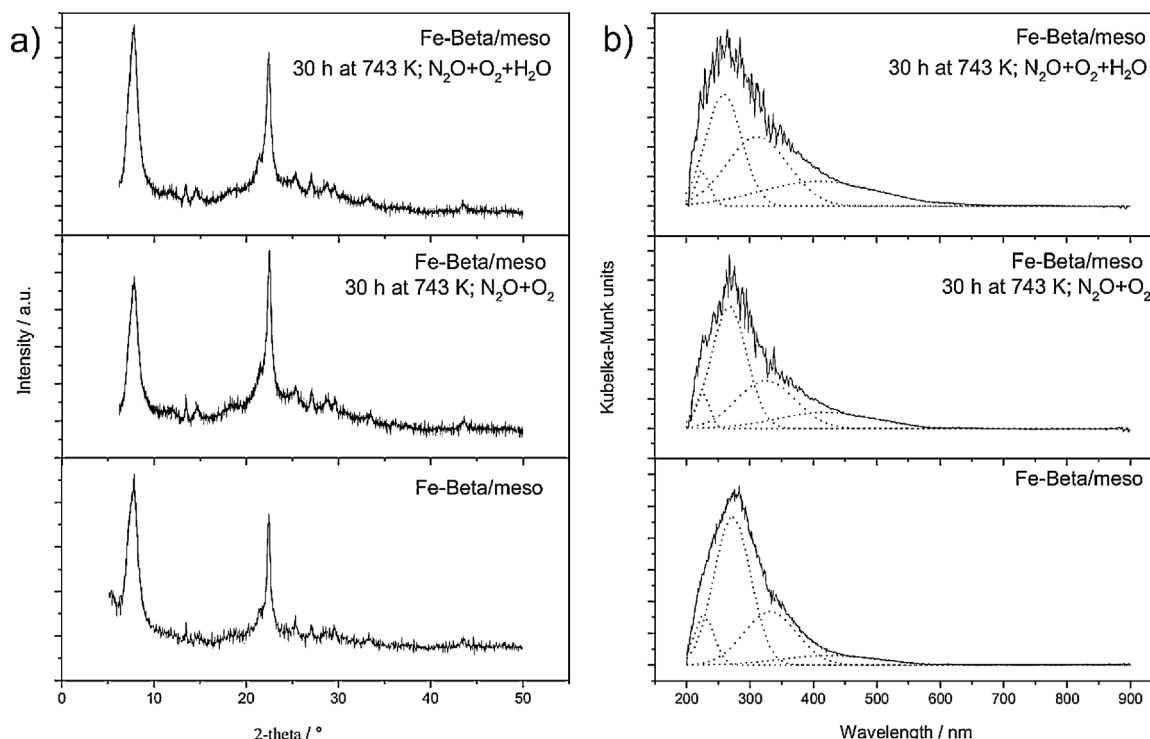 a)
Fe-Beta/meso
30 h at 743 K; N₂O+O₂+H₂O
Fe-Beta/meso
30 h at 743 K; N₂O+O₂
Fe-Beta/meso
Intensity / a.u.
0 10 20 30 40 50
2-theta / °
b)
Fe-Beta/meso
30 h at 743 K; N₂O+O₂+H₂O
Fe-Beta/meso
30 h at 743 K; N₂O+O₂
Fe-Beta/meso
Kubelka-Munk units
200 300 400 500 600 700 800 900
Wavelength / nm